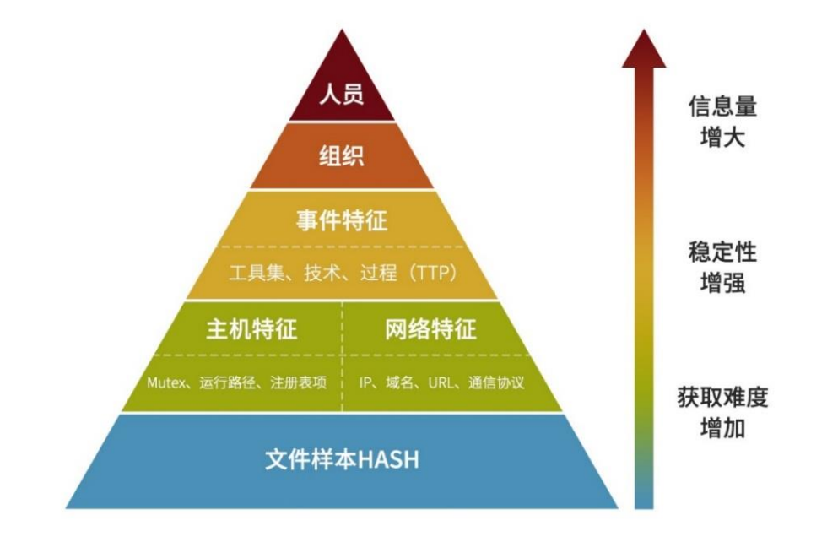 人员
组织
事件特征
工具集、技术、过程（TTP）
主机特征
网络特征
Mutex、运行路径、注册表项
IP、域名、URL、通信协议
文件样本HASH
信息量
增大
稳定性
增强
获取难度
增加